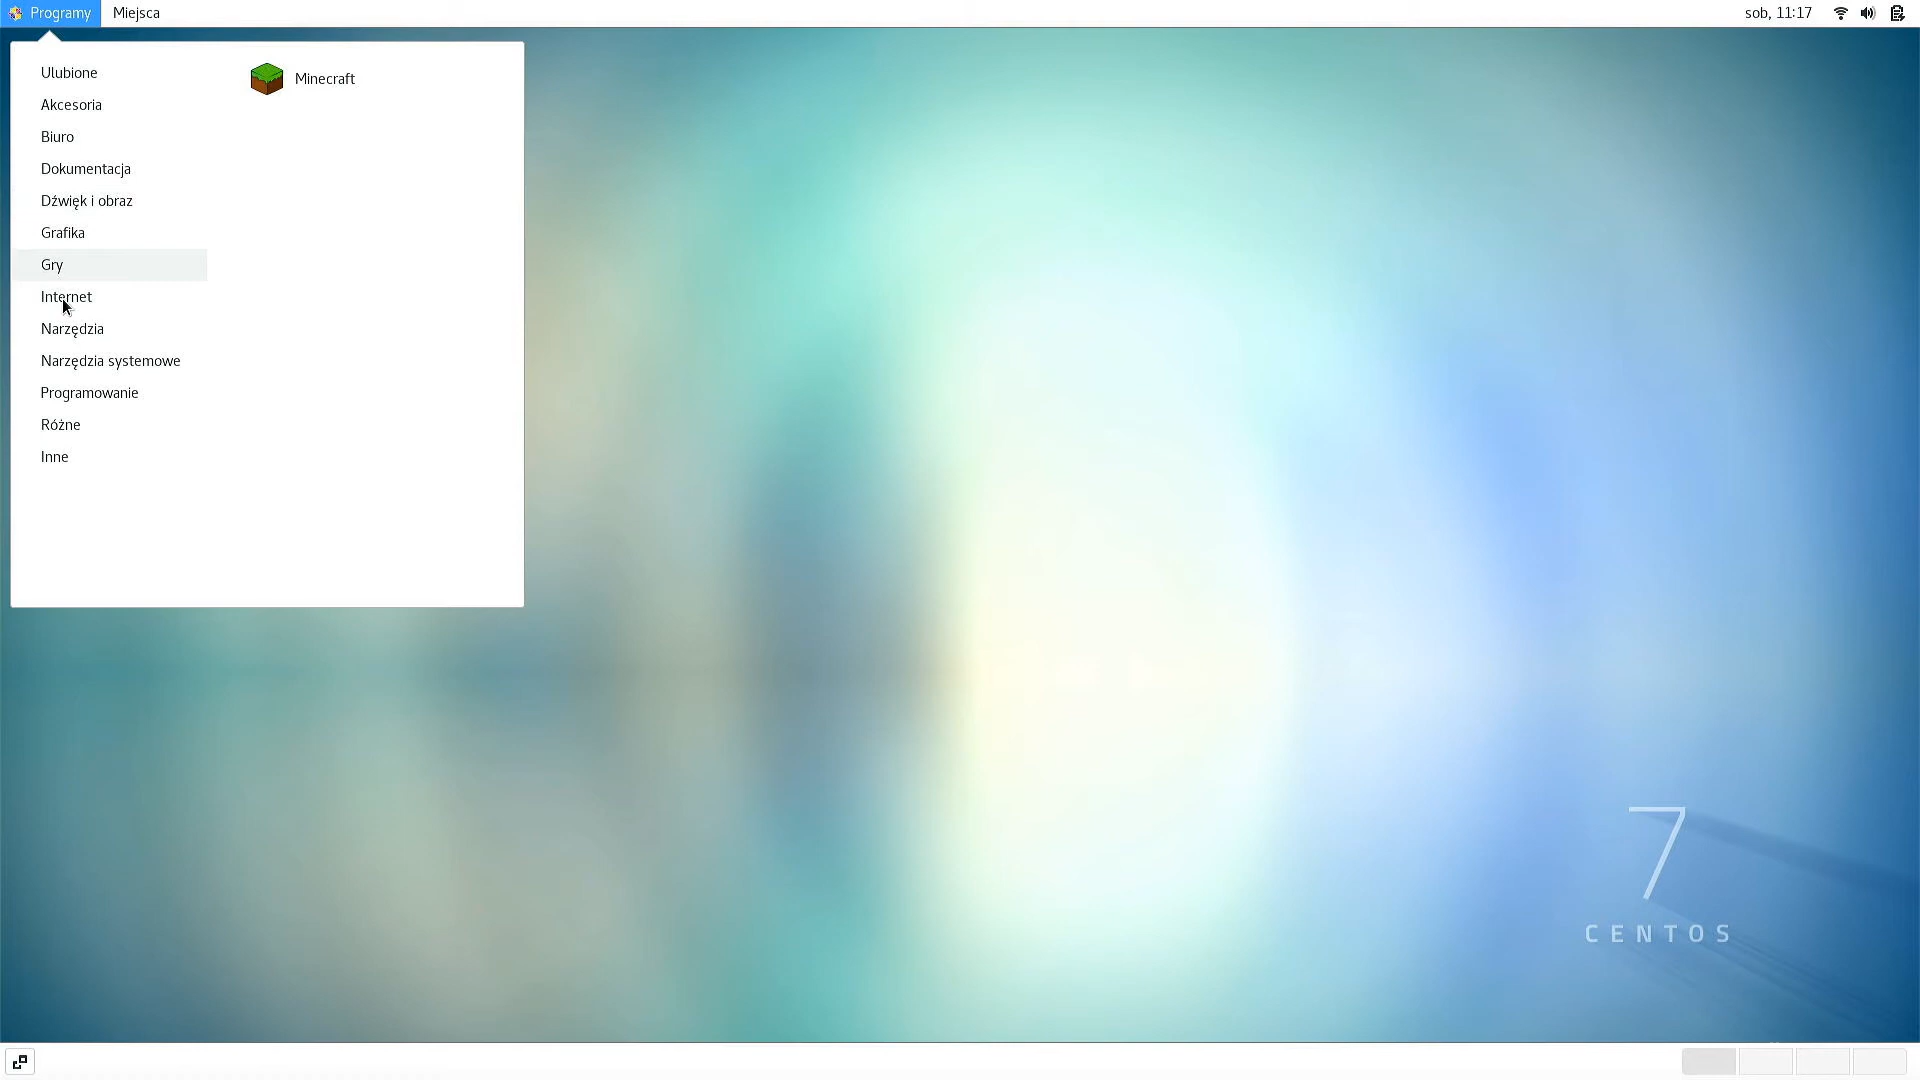 Programy
Miejsca
sob, 11:17
Ulubione
Akcesoria
Biuro
Dokumentacja
Dźwięk i obraz
Grafika
Gry
Internet
Narzędzia
Narzędzia systemowe
Programowanie
Różne
Inne
Minecraft
7
CENTOS